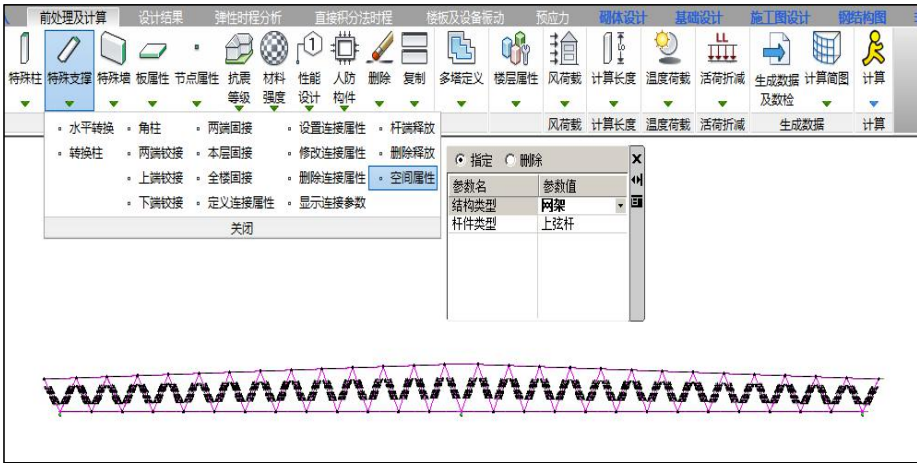 前处理及计算 设计结果 弹性时程分析 直接积分法时程 楼板及设备振动 预应力 砌体设计 基础设计 施工图设计 钢结构图
特殊柱 特殊支撑 特殊墙 板属性 节点属性 抗震等级 材料强度 性能设计 人防构件 删除 复制 多塔定义 楼层属性 风荷载 计算长度 温度荷载 活荷折减 生成数据及数检 计算简图 计算
LL
风荷载 计算长度 温度荷载 活荷折减 生成数据 计算
水平转换 角柱 两端固接 设置连接属性 杆端释放
转换柱 两端铰接 本层固接 修改连接属性 删除释放
上端铰接 全楼固接 删除连接属性 空间属性
下端铰接 定义连接属性 显示连接参数
关闭
指定 删除
参数名 参数值
结构类型 网架
杆件类型 上弦杆